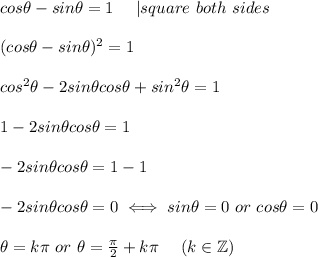 cosθ − sinθ = 1 |square both sides
(cosθ − sinθ)² = 1
cos²θ − 2sinθcosθ + sin²θ = 1
1 − 2sinθcosθ = 1
− 2sinθcosθ = 1 − 1
− 2sinθcosθ = 0 ⟺ sinθ = 0 or cosθ = 0
θ = kπ or θ = π/2 + kπ (k ∈ ℤ)